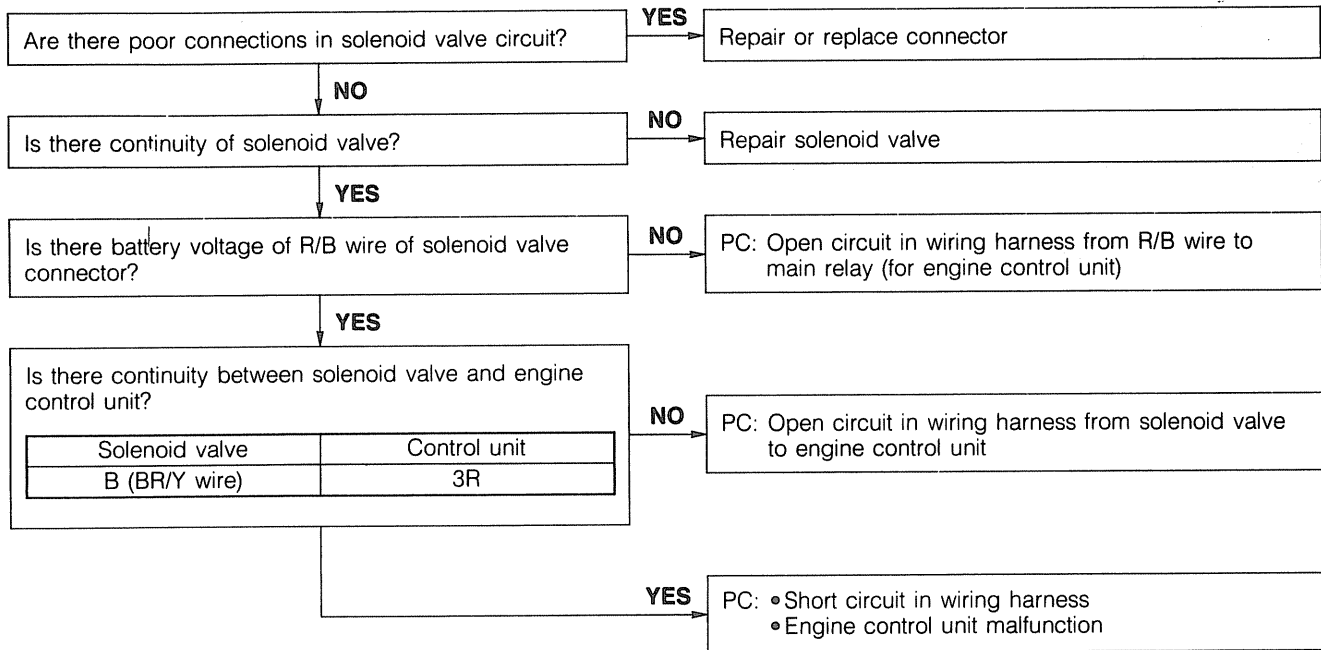 Are there poor connections in solenoid valve circuit?
YES
Repair or replace connector
NO
Is there continuity of solenoid valve?
NO
Repair solenoid valve
YES
Is there battery voltage of R/B wire of solenoid valve
connector?
NO
PC: Open circuit in wiring harness from R/B wire to
main relay (for engine control unit)
YES
Is there continuity between solenoid valve and engine
control unit?
Solenoid valve Control unit
B (BR/Y wire) 3R
NO
PC: Open circuit in wiring harness from solenoid valve
to engine control unit
YES
PC: •Short circuit in wiring harness
•Engine control unit malfunction